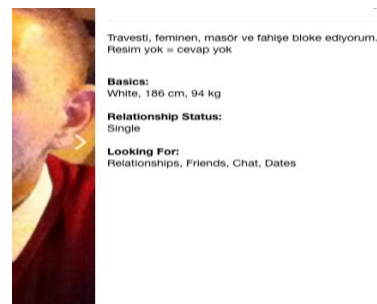 Travesti, feminen, masör ve fahişe bloke ediyorum.
Resim yok = cevap yok
Basics:
White, 186 cm, 94 kg
Relationship Status:
Single
Looking For:
Relationships, Friends, Chat, Dates